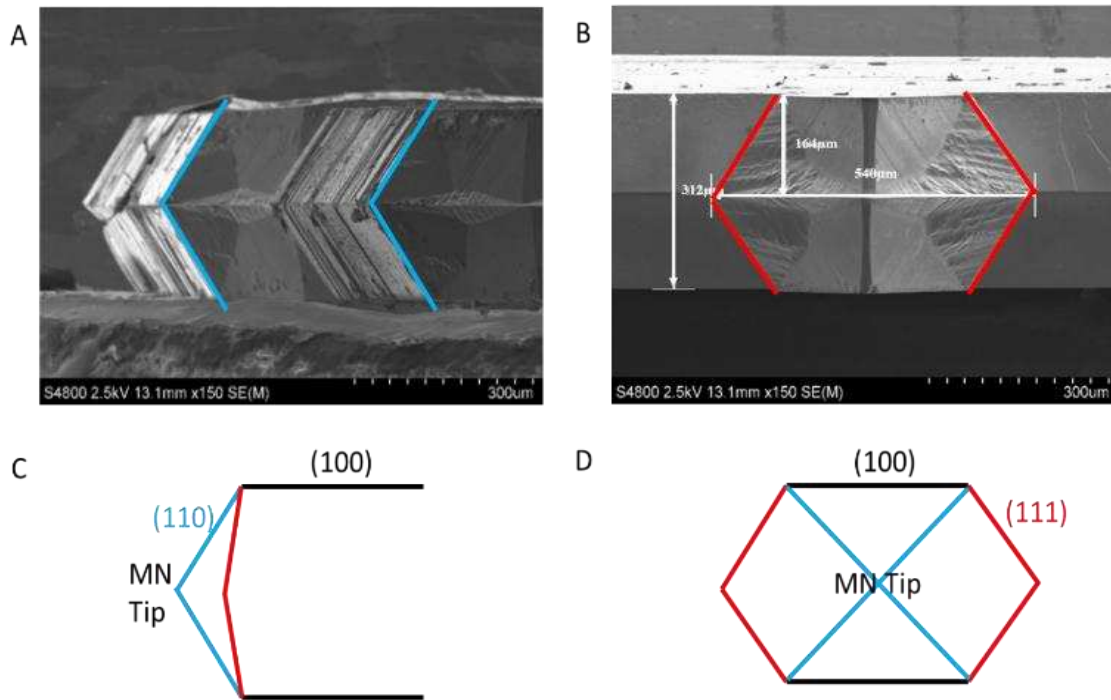 A
S4800 2.5kV 13.1mm x150 SE(M)
300um
B
164μm
540μm
312μ
S4800 2.5kV 13.1mm x150 SE(M)
300um
C
(100)
(110)
MN
Tip
D
(100)
(111)
MN Tip